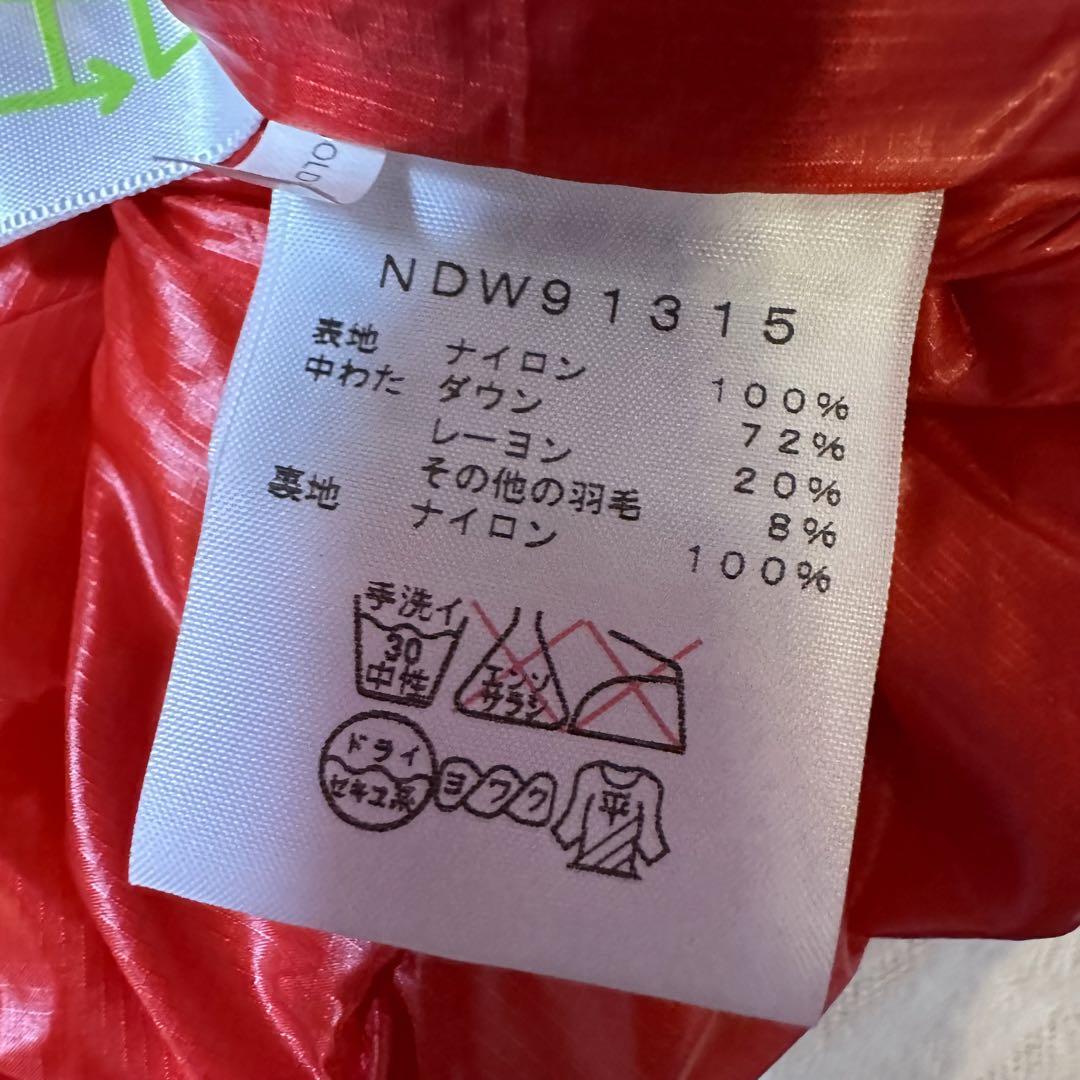 OLD
NDW91315
表地 ナイロン 100%
中わた ダウン 72%
レーヨン 20%
その他の羽毛 8%
裏地 ナイロン 100%
手洗イ
30
中性
エンソ
サラシ
ドライ
セキユ系
ヨワク
平